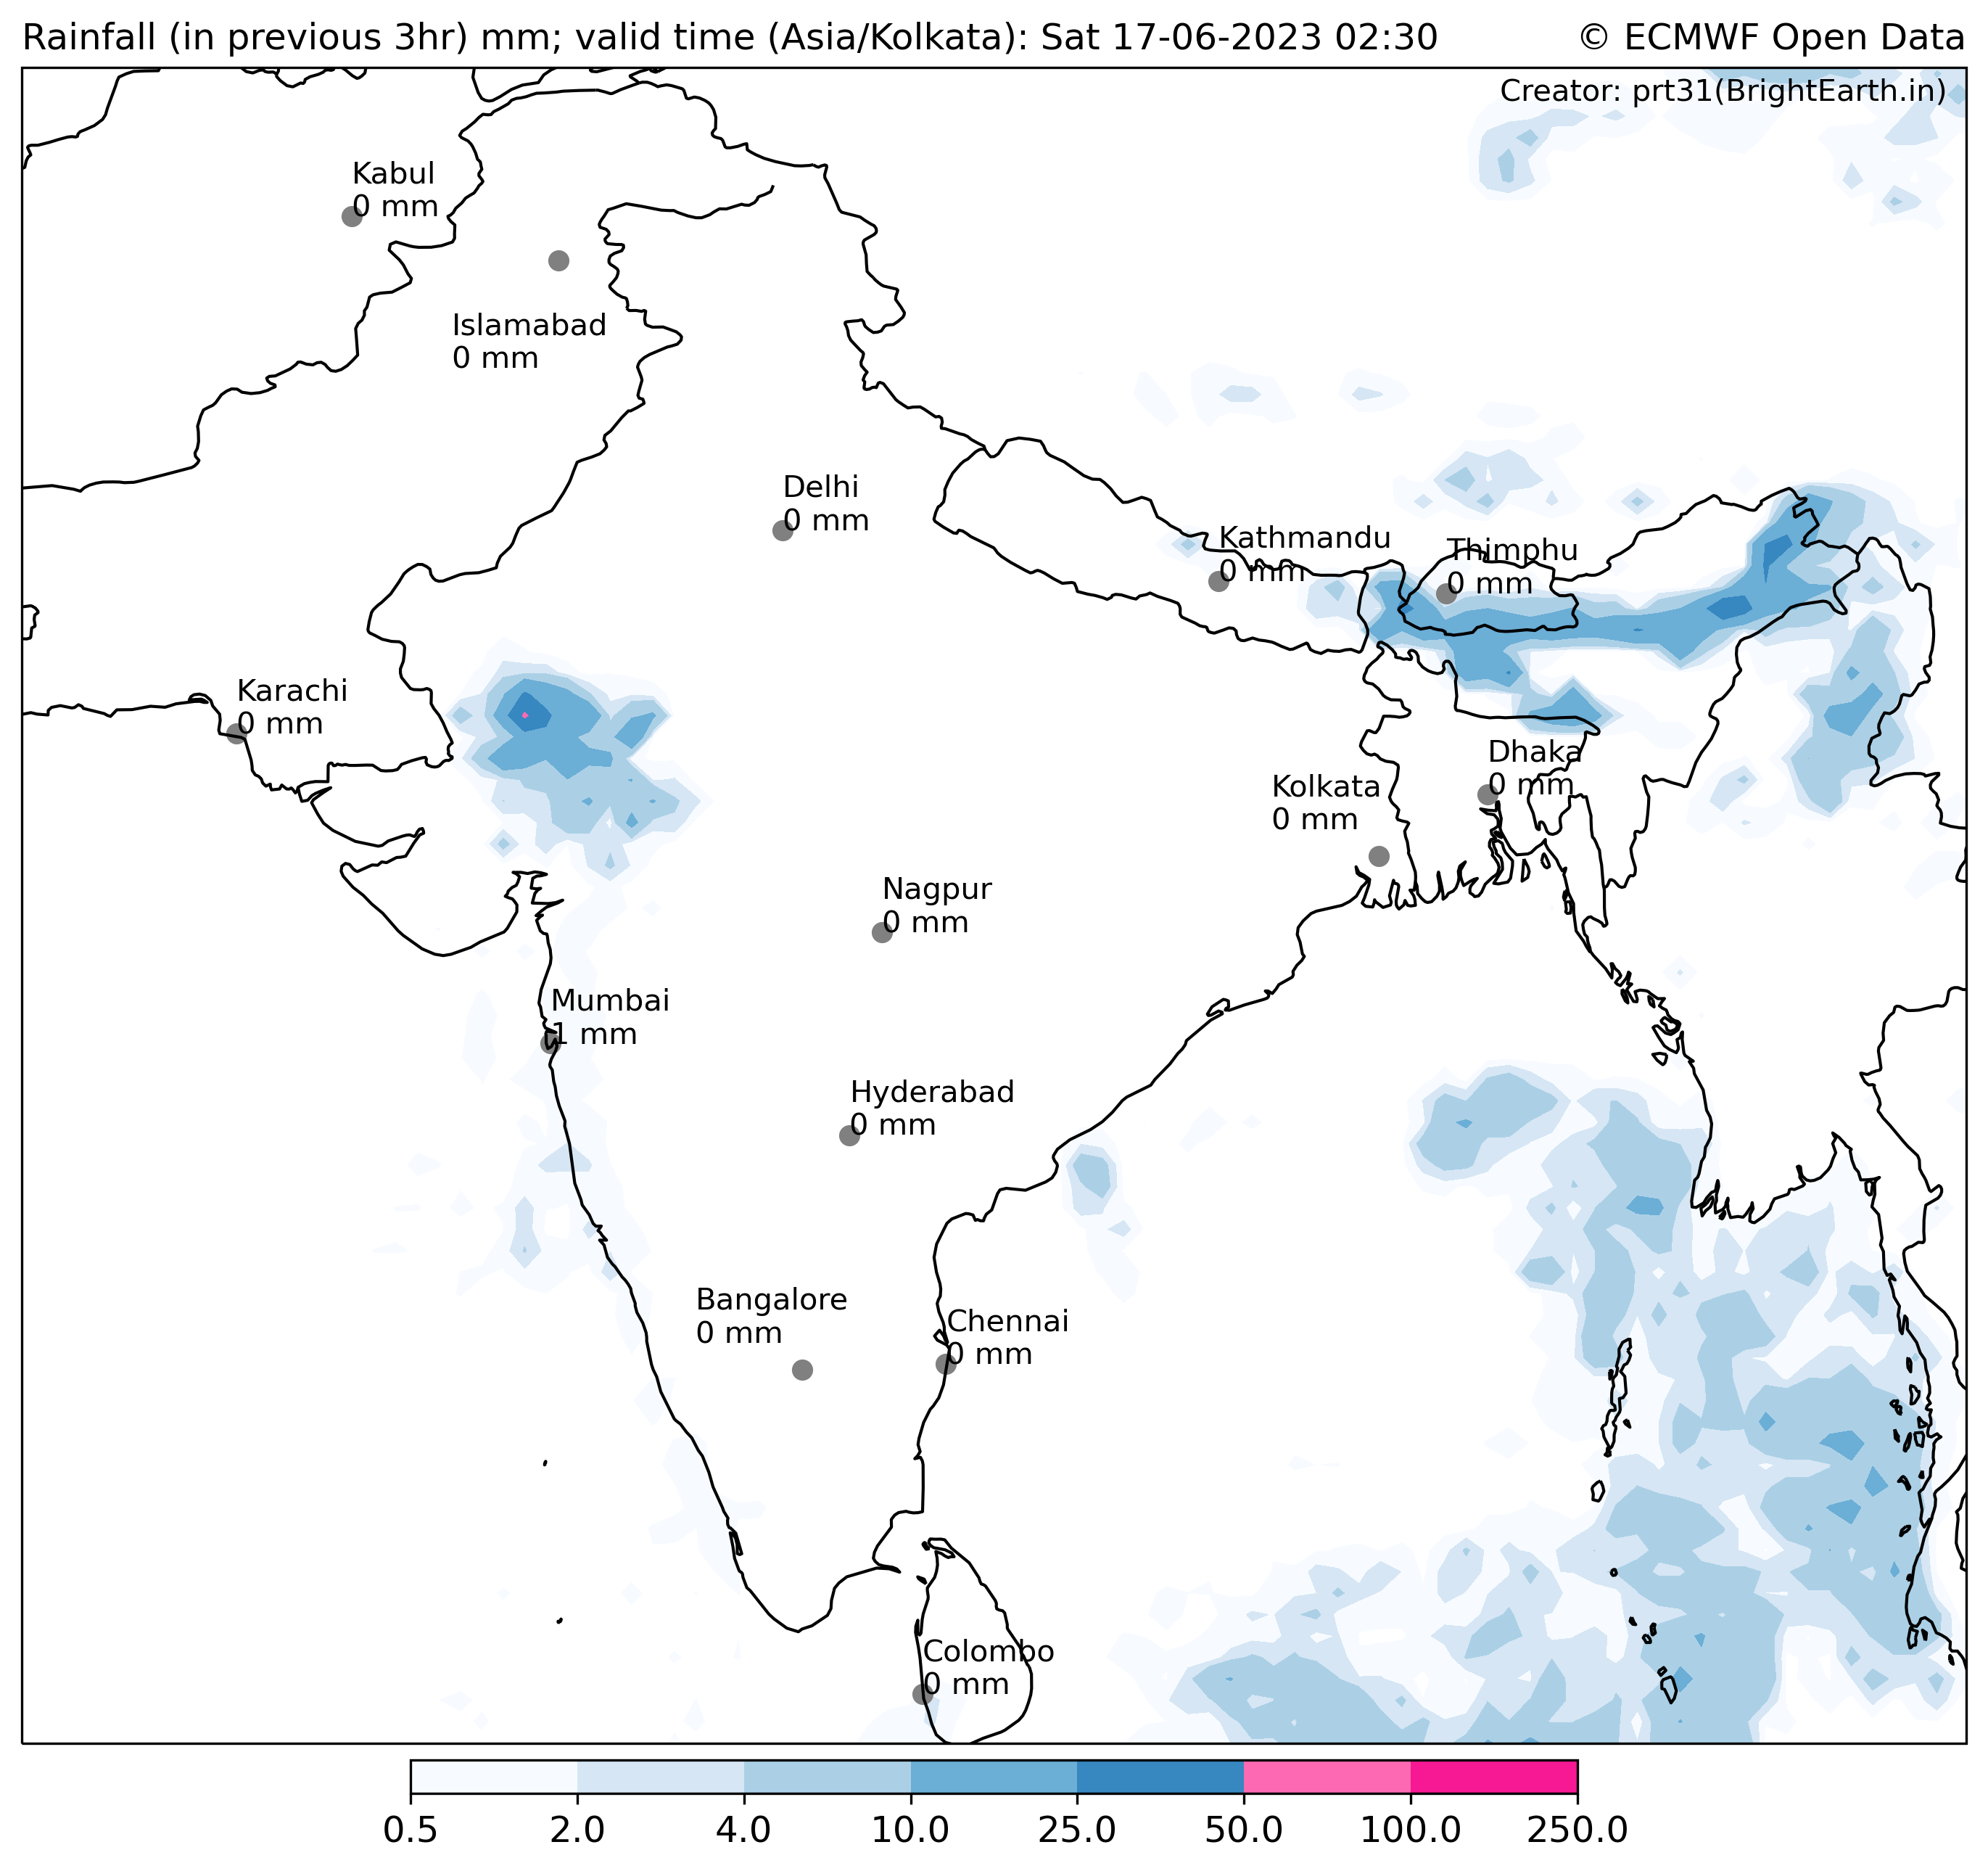 Rainfall (in previous 3hr) mm; valid time (Asia/Kolkata): Sat 17-06-2023 02:30
© ECMWF Open Data
Creator: prt31(BrightEarth.in)
Kabul
0 mm
Islamabad
0 mm
Delhi
0 mm
Kathmandu
0 mm
Thimphu
0 mm
Karachi
0 mm
Dhaka
0 mm
Kolkata
0 mm
Nagpur
0 mm
Mumbai
1 mm
Hyderabad
0 mm
Bangalore
0 mm
Chennai
0 mm
Colombo
0 mm
0.5 2.0 4.0 10.0 25.0 50.0 100.0 250.0